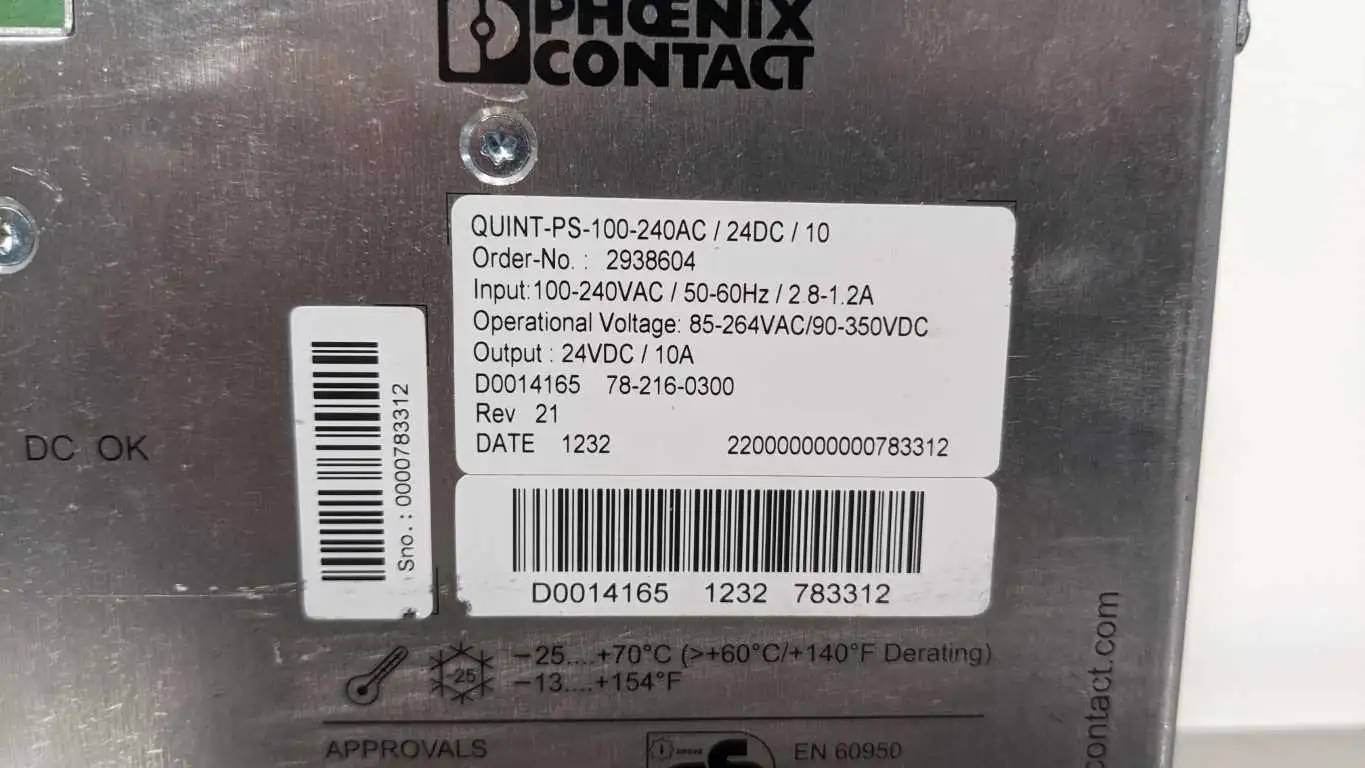 PHŒNIX
CONTACT
QUINT-PS-100-240AC / 24DC / 10
Order-No. : 2938604
Input:100-240VAC / 50-60Hz / 2.8-1.2A
Operational Voltage: 85-264VAC/90-350VDC
Output : 24VDC / 10A
D0014165 78-216-0300
Rev 21
DATE 1232 220000000000783312
Sno.: 0000783312
DC OK
D0014165 1232 783312
-25
–25....+70°C (>+60°C/+140°F Derating)
–13....+154°F
contact.com
APPROVALS
EN 60950